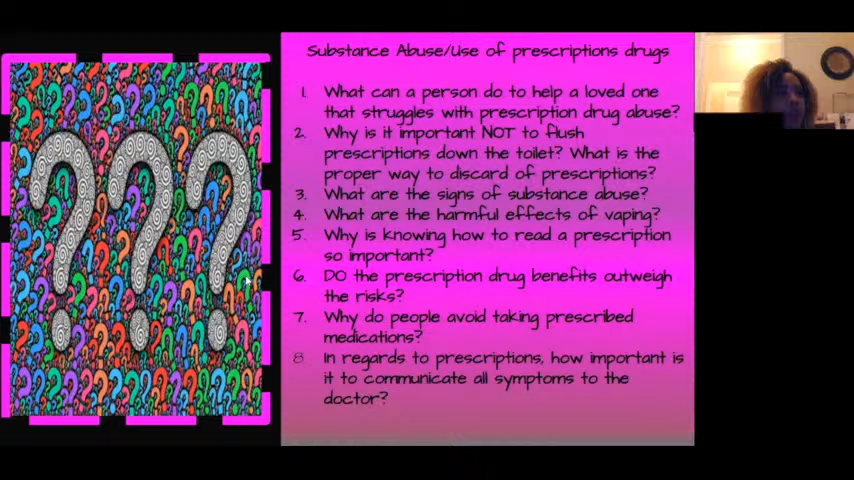 Substance Abuse/Use of prescriptions drugs
1. What can a person do to help a loved one
that struggles with prescription drug abuse?
2. Why is it important NOT to flush
prescriptions down the toilet? What is the
proper way to discard of prescriptions?
3. What are the signs of substance abuse?
4. What are the harmful effects of vaping?
5. Why is knowing how to read a prescription
so important?
6. DO the prescription drug benefits outweigh
the risks?
7. Why do people avoid taking prescribed
medications?
8. In regards to prescriptions, how important is
it to communicate all symptoms to the
doctor?